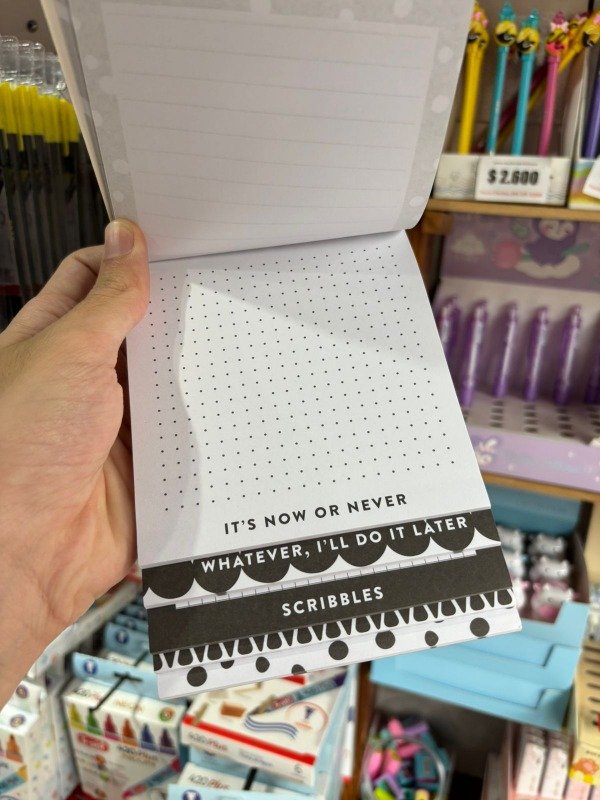 $2.600
IT'S NOW OR NEVER
WHATEVER, I'LL DO IT LATER
SCRIBBLES